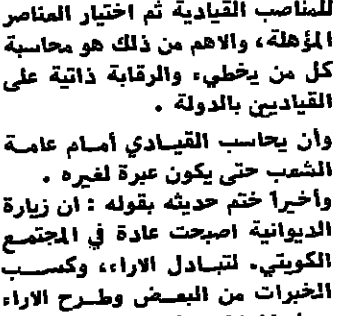 للمناصب القيادية ثم اختيار العناصر
المؤهلة، والاهم من ذلك هو محاسبة
كل من يخطيء والرقابة ذاتية على
القياديين بالدولة .
وأن يحاسب القيادي أمام عامة
الشعب حتى يكون عبرة لغيره .
وأخيراً ختم حديثه بقوله : ان زيارة
الديوانية اصبحت عادة في المجتمع
الكويتي. لتبادل الاراء، وكسب
الخبرات من البعض وطرح الاراء